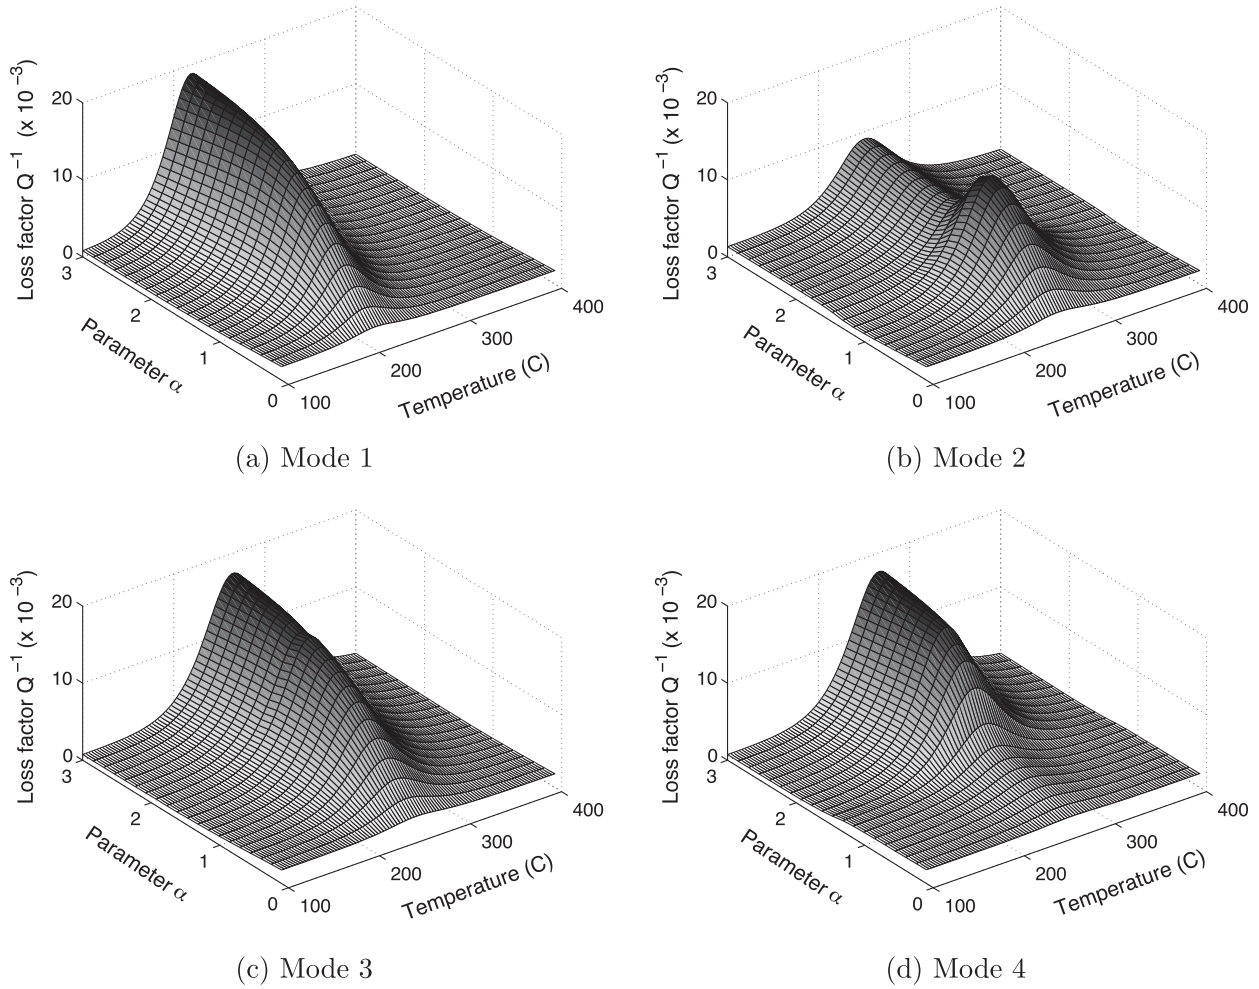 20
10
0
Loss factor Q⁻¹ (x 10⁻³)
3
2
1
0
Parameter α
100
200
300
400
Temperature (C)
20
10
0
Loss factor Q⁻¹ (x 10⁻³)
3
2
1
0
Parameter α
100
200
300
400
Temperature (C)
(a) Mode 1
(b) Mode 2
20
10
0
Loss factor Q⁻¹ (x 10⁻³)
3
2
1
0
Parameter α
100
200
300
400
Temperature (C)
20
10
0
Loss factor Q⁻¹ (x 10⁻³)
3
2
1
0
Parameter α
100
200
300
400
Temperature (C)
(c) Mode 3
(d) Mode 4